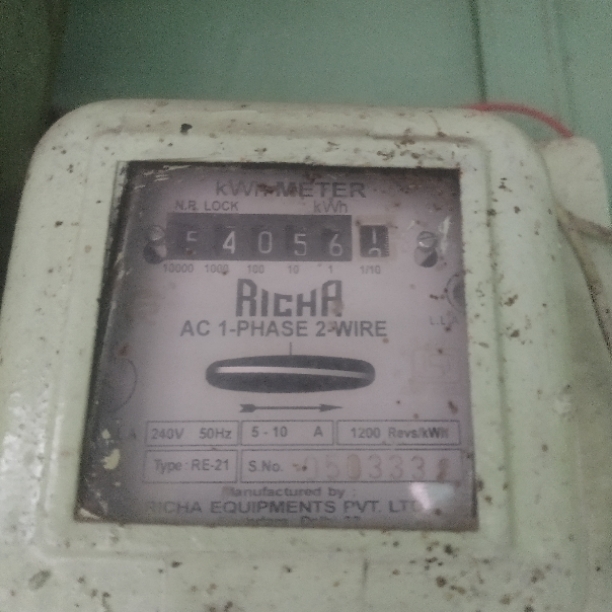 kWh METER
N.R. LOCK kWh
5 4 0 5 6
10000 1000 100 10 1 1/10
RICHA
AC 1-PHASE 2-WIRE
240V 50Hz 5 - 10 A 1200 Revs/kWh
Type: RE-21 S.No.
Manufactured by :
RICHA EQUIPMENTS PVT. LTD